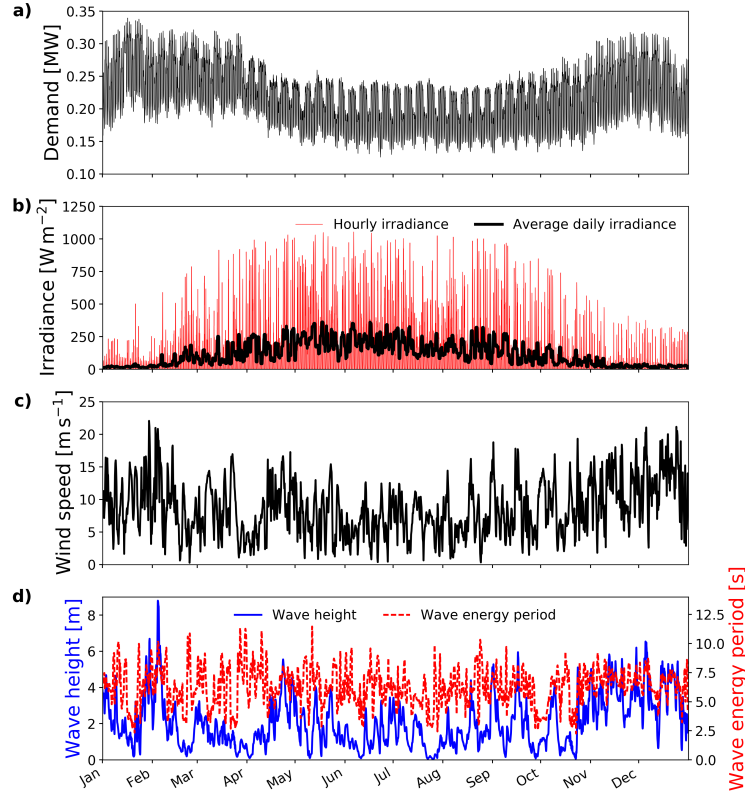 a)
Demand [MW]
0.35
0.30
0.25
0.20
0.15
0.10
b)
Irradiance [W m⁻²]
1250
1000
750
500
250
0
Hourly irradiance
Average daily irradiance
c)
Wind speed [m s⁻¹]
25
20
15
10
5
0
d)
Wave height [m]
8
6
4
2
0
Wave height
Wave energy period
12.5
10.0
7.5
5.0
2.5
0.0
Wave energy period [s]
Jan
Feb
Mar
Apr
May
Jun
Jul
Aug
Sep
Oct
Nov
Dec